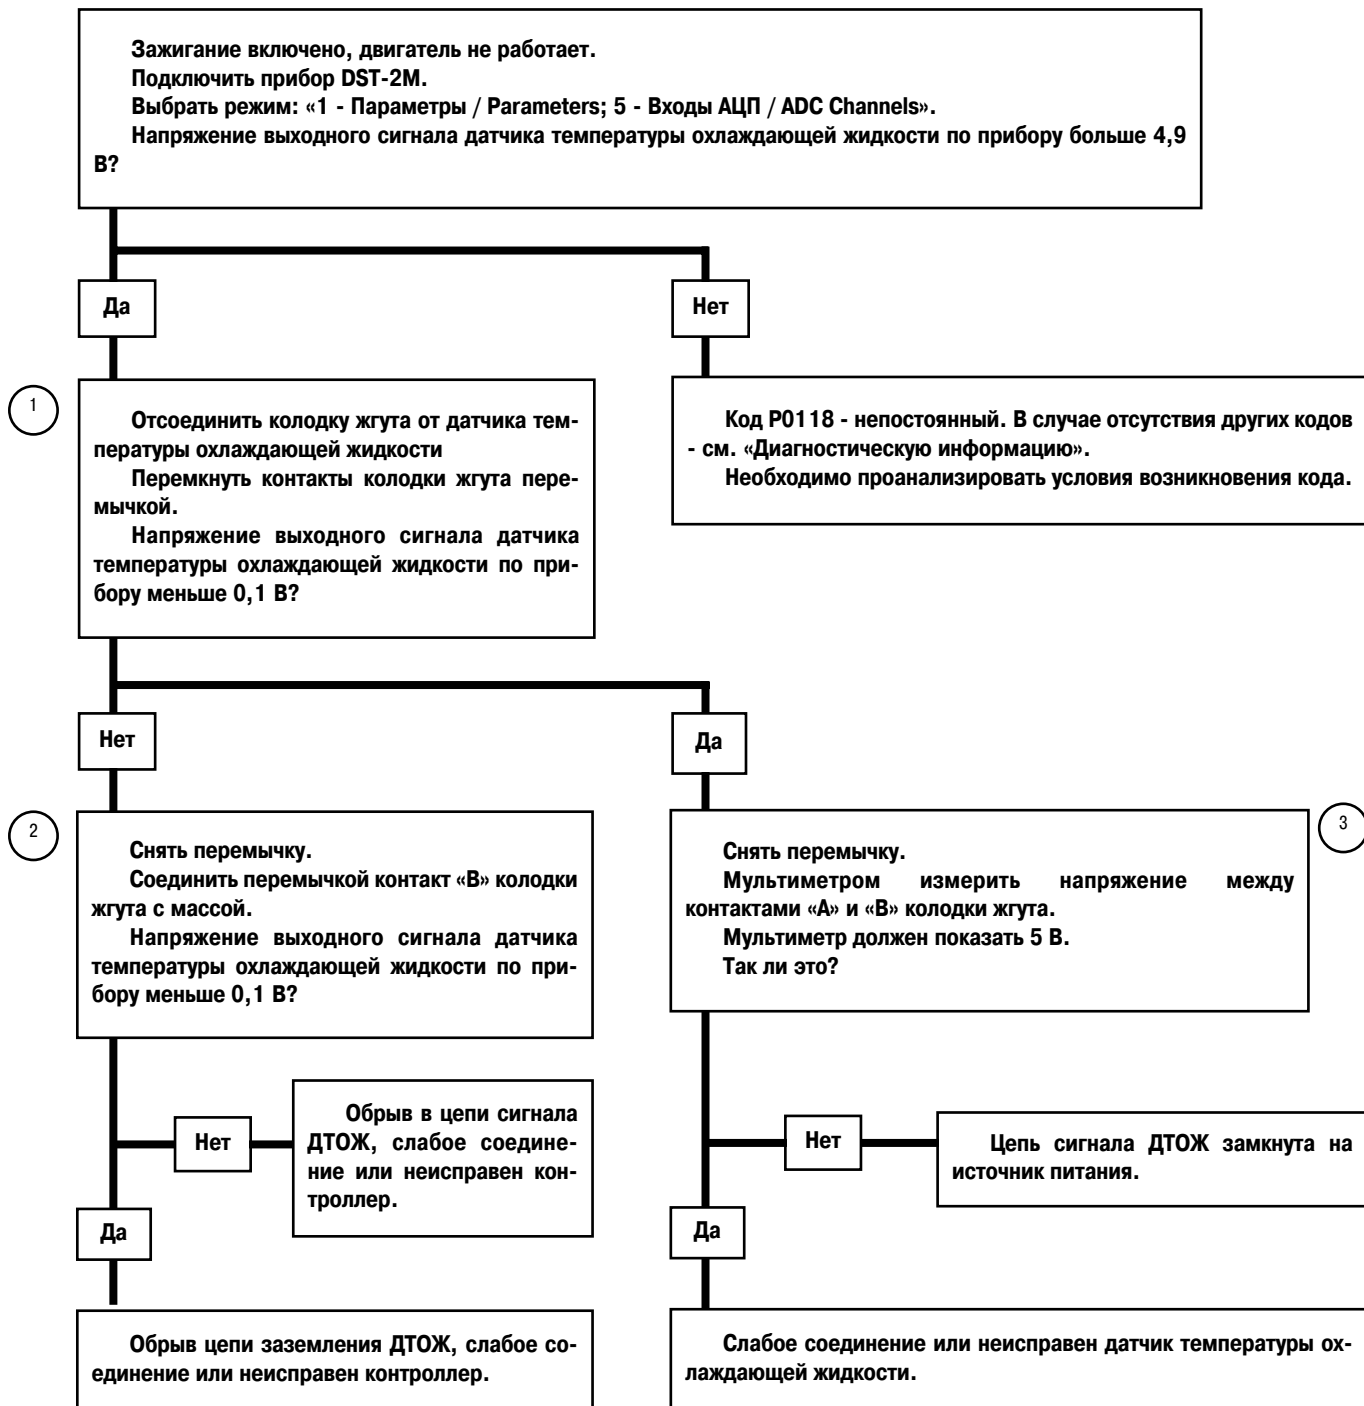 Зажигание включено, двигатель не работает.
Подключить прибор DST-2M.
Выбрать режим: «1 - Параметры / Parameters; 5 - Входы АЦП / ADC Channels».
Напряжение выходного сигнала датчика температуры охлаждающей жидкости по прибору больше 4,9
В?
Да
Нет
1
Отсоединить колодку жгута от датчика тем-
пературы охлаждающей жидкости
Перемкнуть контакты колодки жгута пере-
мычкой.
Напряжение выходного сигнала датчика
температуры охлаждающей жидкости по при-
бору меньше 0,1 В?
Код Р0118 - непостоянный. В случае отсутствия других кодов
- см. «Диагностическую информацию».
Необходимо проанализировать условия возникновения кода.
Нет
Да
2
Снять перемычку.
Соединить перемычкой контакт «В» колодки
жгута с массой.
Напряжение выходного сигнала датчика
температуры охлаждающей жидкости по при-
бору меньше 0,1 В?
3
Снять перемычку.
Мультиметром измерить напряжение между
контактами «А» и «В» колодки жгута.
Мультиметр должен показать 5 В.
Так ли это?
Нет
Обрыв в цепи сигнала
ДТОЖ, слабое соедине-
ние или неисправен кон-
троллер.
Нет
Цепь сигнала ДТОЖ замкнута на
источник питания.
Да
Да
Обрыв цепи заземления ДТОЖ, слабое со-
единение или неисправен контроллер.
Слабое соединение или неисправен датчик температуры ох-
лаждающей жидкости.